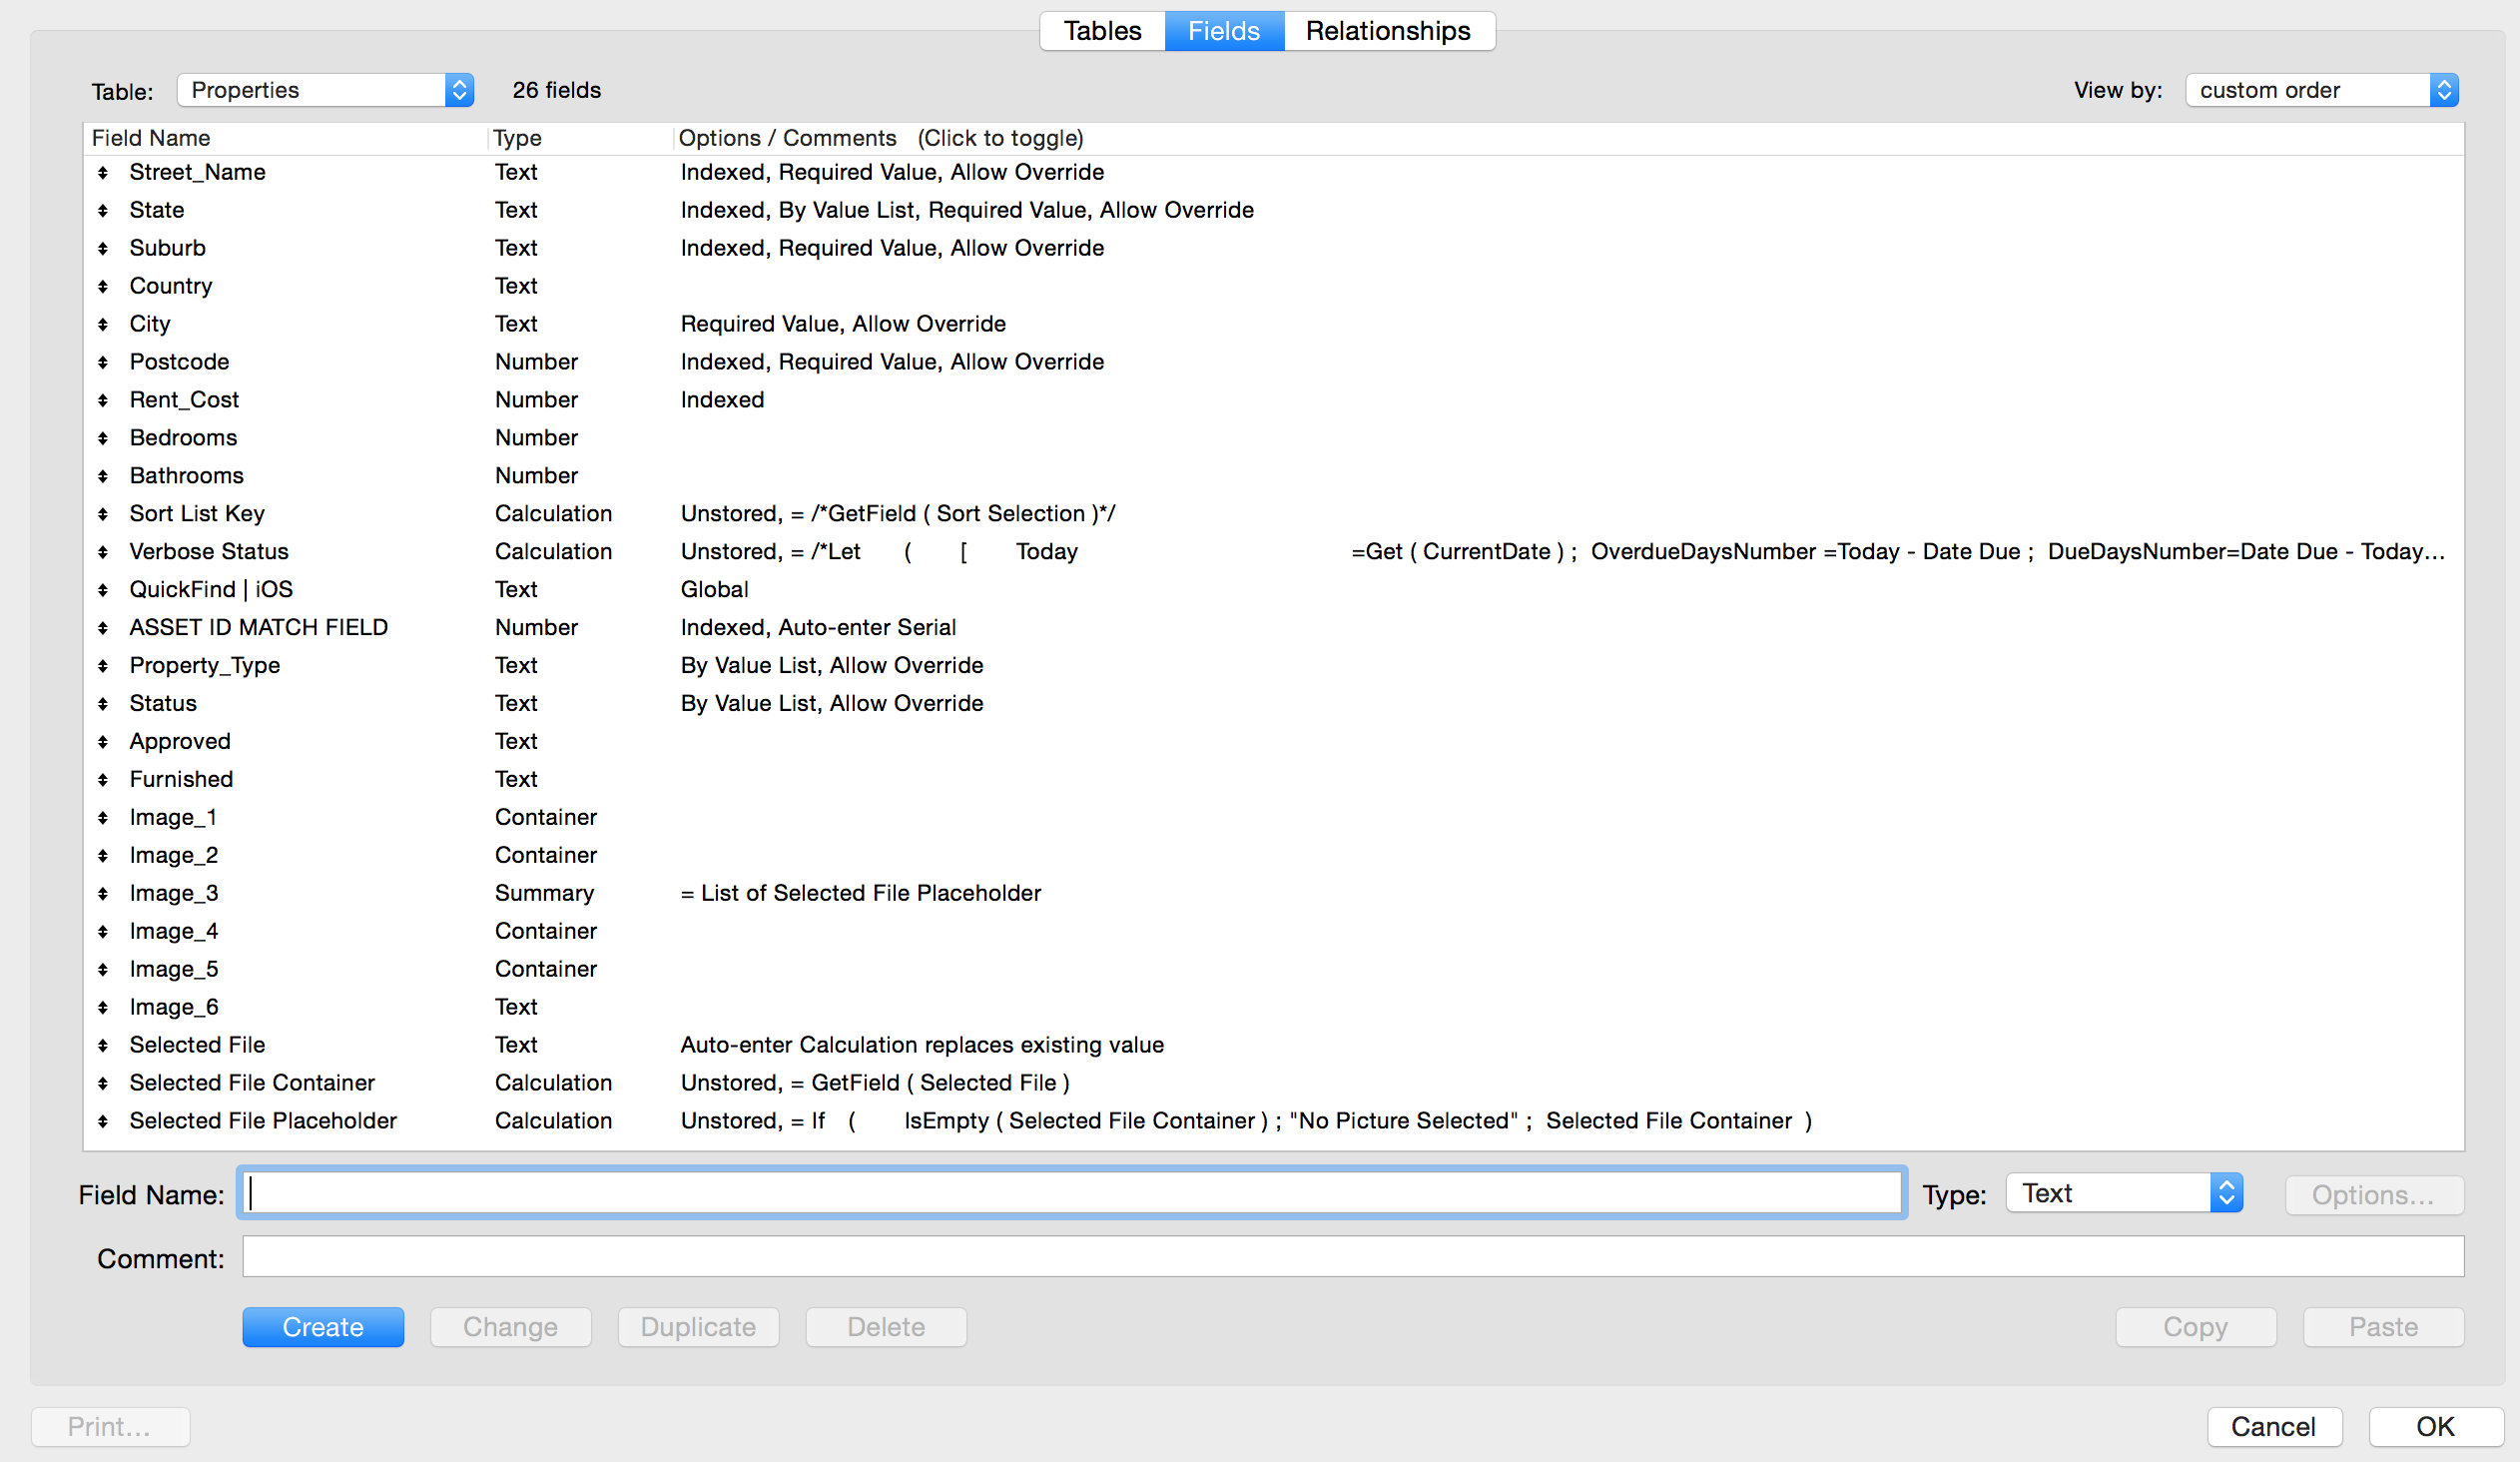 Tables Fields Relationships
Table: Properties 26 fields View by: custom order
Field Name Type Options / Comments (Click to toggle)
Street_Name Text Indexed, Required Value, Allow Override
State Text Indexed, By Value List, Required Value, Allow Override
Suburb Text Indexed, Required Value, Allow Override
Country Text
City Text Required Value, Allow Override
Postcode Number Indexed, Required Value, Allow Override
Rent_Cost Number Indexed
Bedrooms Number
Bathrooms Number
Sort List Key Calculation Unstored, = /*GetField ( Sort Selection )*/
Verbose Status Calculation Unstored, = /*Let ( [ Today =Get ( CurrentDate ) ; OverdueDaysNumber =Today - Date Due ; DueDaysNumber=Date Due - Today...
QuickFind | iOS Text Global
ASSET ID MATCH FIELD Number Indexed, Auto-enter Serial
Property_Type Text By Value List, Allow Override
Status Text By Value List, Allow Override
Approved Text
Furnished Text
Image_1 Container
Image_2 Container
Image_3 Summary = List of Selected File Placeholder
Image_4 Container
Image_5 Container
Image_6 Text
Selected File Text Auto-enter Calculation replaces existing value
Selected File Container Calculation Unstored, = GetField ( Selected File )
Selected File Placeholder Calculation Unstored, = If ( IsEmpty ( Selected File Container ) ; "No Picture Selected" ; Selected File Container )
Field Name: Type: Text Options...
Comment:
Create Change Duplicate Delete Copy Paste
Print... Cancel OK